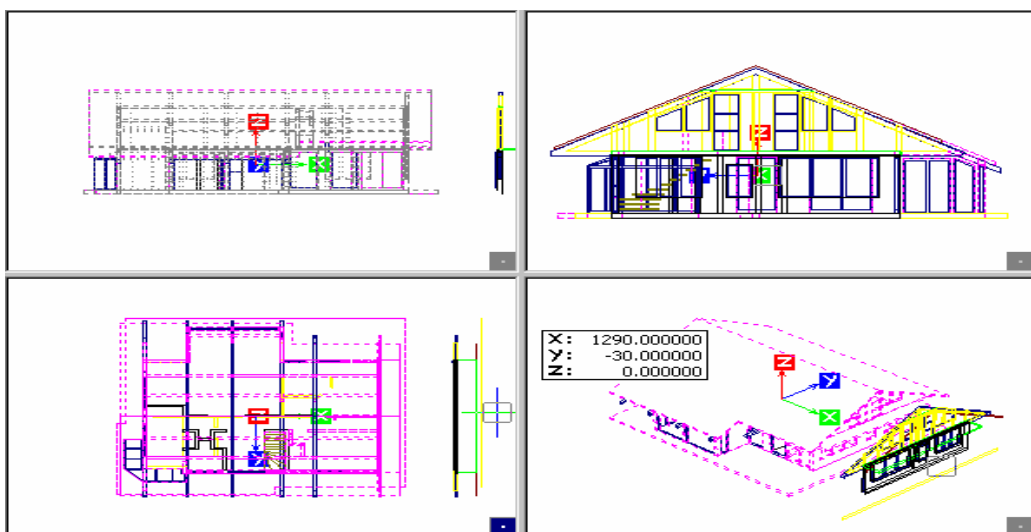 Z
Y X
Z
Y X
Z X
Y
X: 1290.000000
Y: -30.000000
Z: 0.000000
Z
Y
X